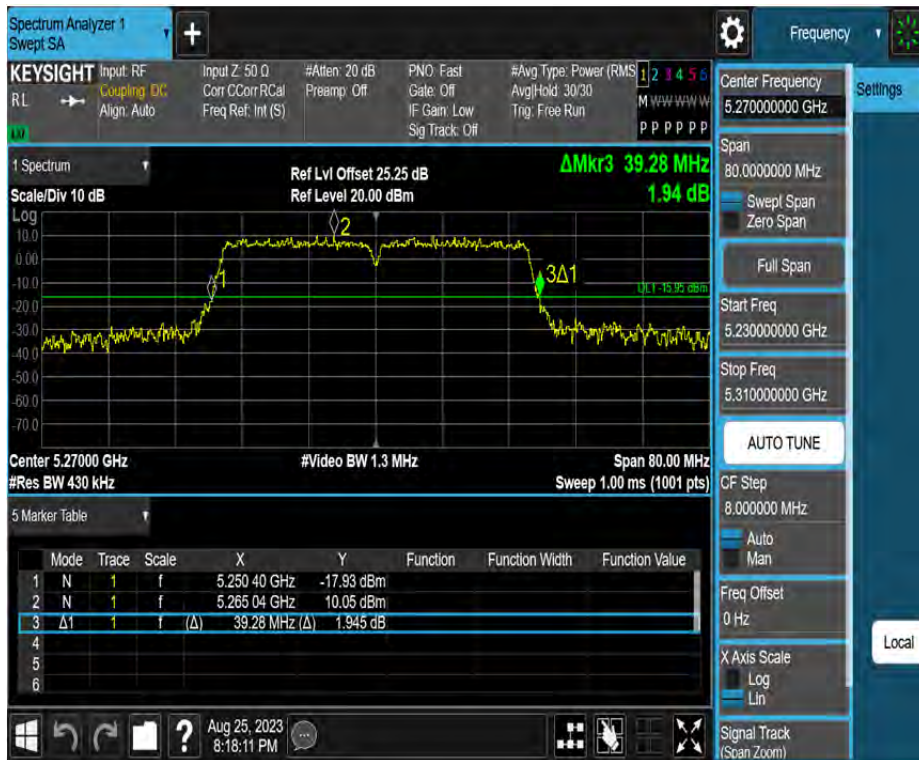 Spectrum Analyzer 1
Swept SA
+
Frequency
KEYSIGHT
RL
Input: RF
Coupling: DC
Align: Auto
Input Z: 50 Ω
Corr CCorr RCal
Freq Ref: Int (S)
#Atten: 20 dB
Preamp: Off
PNO: Fast
Gate: Off
IF Gain: Low
Sig Track: Off
#Avg Type: Power (RMS
Avg|Hold: 30/30
Trig: Free Run
1 2 3 4 5 6
M W W W W W
P P P P P P
Center Frequency
5.270000000 GHz
Settings
Span
80.0000000 MHz
Swept Span
Zero Span
Full Span
Start Freq
5.230000000 GHz
Stop Freq
5.310000000 GHz
AUTO TUNE
CF Step
8.000000 MHz
Auto
Man
Freq Offset
0 Hz
X Axis Scale
Log
Lin
Signal Track
(Span Zoom)
Local
1 Spectrum
Scale/Div 10 dB
Ref Lvl Offset 25.25 dB
Ref Level 20.00 dBm
ΔMkr3 39.28 MHz
1.94 dB
Log
10.0
0.00
-10.0
-20.0
-30.0
-40.0
-50.0
-60.0
-70.0
1
2
3Δ1
DL1 -15.95 dBm
Center 5.27000 GHz
#Res BW 430 kHz
#Video BW 1.3 MHz
Span 80.00 MHz
Sweep 1.00 ms (1001 pts)
5 Marker Table
Mode Trace Scale X Y Function Function Width Function Value
1 N 1 f 5.250 40 GHz -17.93 dBm
2 N 1 f 5.265 04 GHz 10.05 dBm
3 Δ1 1 f (Δ) 39.28 MHz (Δ) 1.945 dB
4
5
6
?
Aug 25, 2023
8:18:11 PM